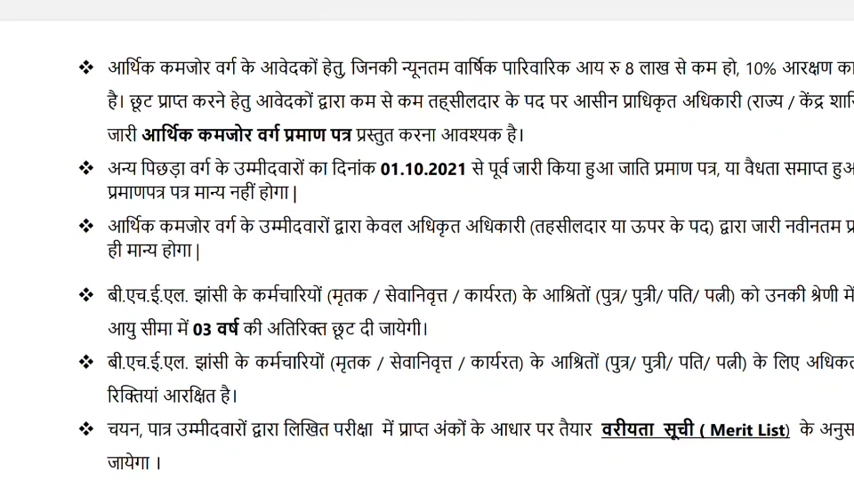 ❖ आर्थिक कमजोर वर्ग के आवेदकों हेतु, जिनकी न्यूनतम वार्षिक पारिवारिक आय रु 8 लाख से कम हो, 10% आरक्षण का
है। छूट प्राप्त करने हेतु आवेदकों द्वारा कम से कम तह्सीलदार के पद पर आसीन प्राधिकृत अधिकारी (राज्य / केंद्र
जारी आर्थिक कमजोर वर्ग प्रमाण पत्र प्रस्तुत करना आवश्यक है।
❖ अन्य पिछड़ा वर्ग के उम्मीदवारों का दिनांक 01.10.2021 से पूर्व जारी किया हुआ जाति प्रमाण पत्र, या वैधता समाप्त
प्रमाणपत्र पत्र मान्य नहीं होगा |
❖ आर्थिक कमजोर वर्ग के उम्मीदवारों द्वारा केवल अधिकृत अधिकारी (तहसीलदार या ऊपर के पद) द्वारा जारी नवीनतम
ही मान्य होगा |
❖ बी.एच.ई.एल. झांसी के कर्मचारियों (मृतक / सेवानिवृत्त / कार्यरत) के आश्रितों (पुत्र/ पुत्री/ पति/ पत्नी) को उनकी श्रेणी में
आयु सीमा में 03 वर्ष की अतिरिक्त छूट दी जायेगी।
❖ बी.एच.ई.एल. झांसी के कर्मचारियों (मृतक / सेवानिवृत्त / कार्यरत) के आश्रितों (पुत्र/ पुत्री/ पति/ पत्नी) के लिए
रिक्तियां आरक्षित है।
❖ चयन, पात्र उम्मीदवारों द्वारा लिखित परीक्षा में प्राप्त अंकों के आधार पर तैयार वरीयता सूची ( Merit List) के
जायेगा ।